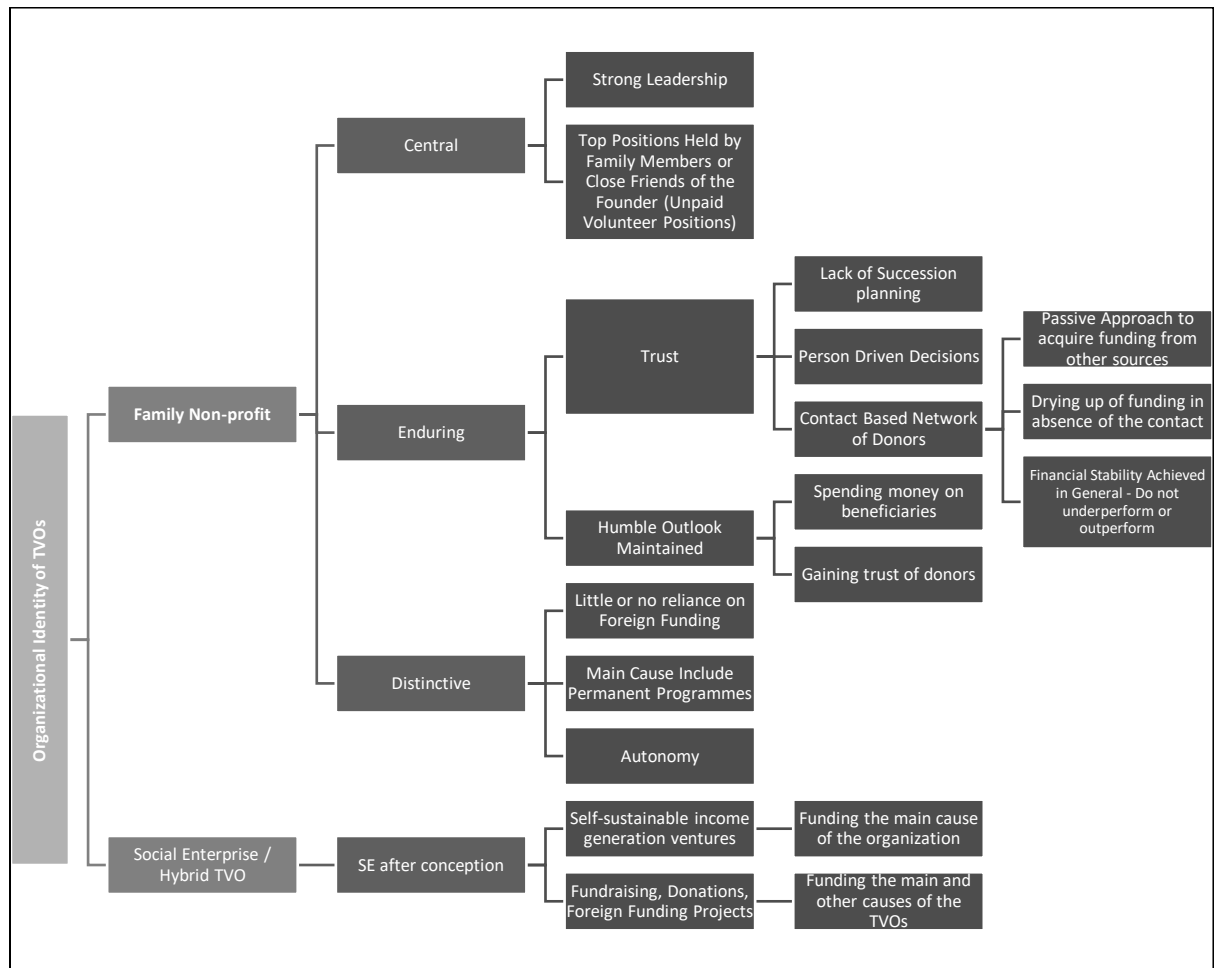 Organizational Identity of TVOs
Family Non-profit
Central
Strong Leadership
Top Positions Held by
Family Members or
Close Friends of the
Founder (Unpaid
Volunteer Positions)
Enduring
Trust
Lack of Succession
planning
Person Driven Decisions
Contact Based Network
of Donors
Passive Approach to
acquire funding from
other sources
Drying up of funding in
absence of the contact
Financial Stability Achieved
in General - Do not
underperform or
outperform
Humble Outlook
Maintained
Spending money on
beneficiaries
Gaining trust of donors
Distinctive
Little or no reliance on
Foreign Funding
Main Cause Include
Permanent Programmes
Autonomy
Social Enterprise /
Hybrid TVO
SE after conception
Self-sustainable income
generation ventures
Funding the main cause
of the organization
Fundraising, Donations,
Foreign Funding Projects
Funding the main and
other causes of the
TVOs